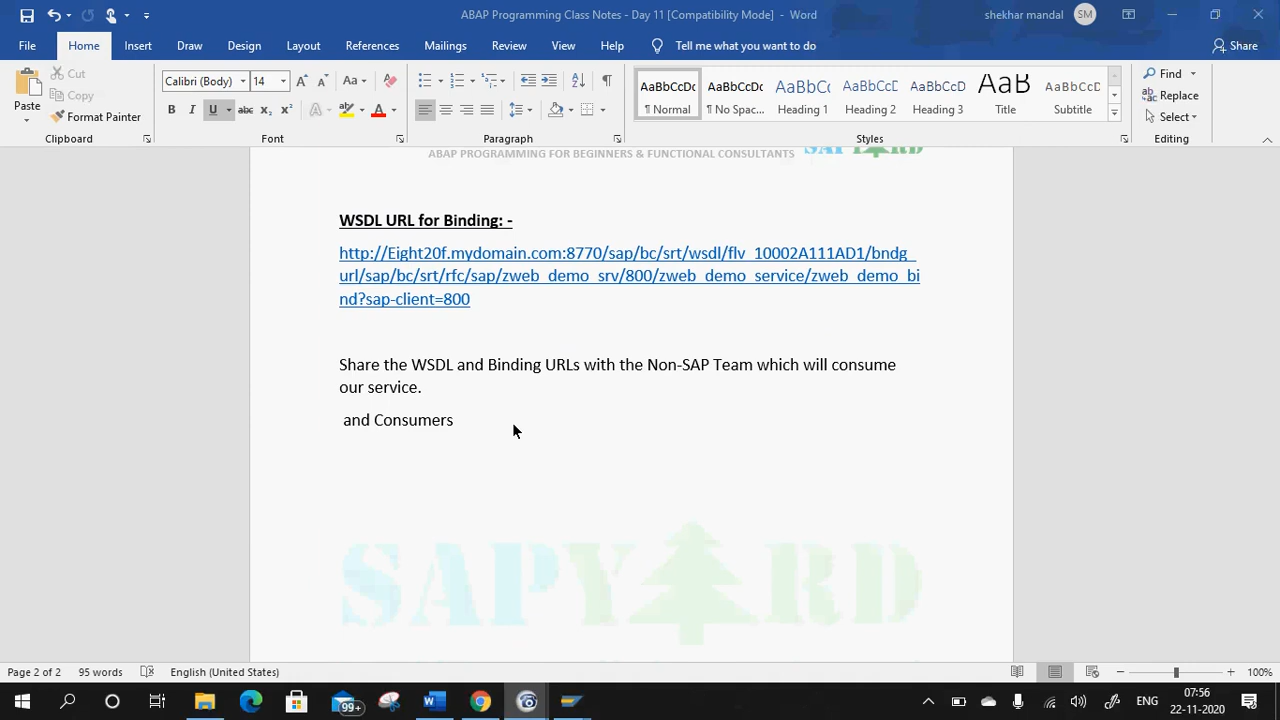 ABAP Programming Class Notes - Day 11 [Compatibility Mode] - Word
shekhar mandal SM
File Home Insert Draw Design Layout References Mailings Review View Help Tell me what you want to do Share
Paste
Cut
Copy
Format Painter
Clipboard
Calibri (Body) 14
Font
Paragraph
AaBbCcDc AaBbCcDc AaBbCc AaBbCcD AaBbCcD AaB AaBbCcD
¶ Normal ¶ No Spac... Heading 1 Heading 2 Heading 3 Title Subtitle
Styles
Find
Replace
Select
Editing
ABAP PROGRAMMING FOR BEGINNERS & FUNCTIONAL CONSULTANTS
WSDL URL for Binding: -
http://Eight20f.mydomain.com:8770/sap/bc/srt/wsdl/flv_10002A111AD1/bndg_
url/sap/bc/srt/rfc/sap/zweb_demo_srv/800/zweb_demo_service/zweb_demo_bi
nd?sap-client=800
Share the WSDL and Binding URLs with the Non-SAP Team which will consume
our service.
and Consumers
SAPYARD
Page 2 of 2 95 words English (United States) 100%
99+
ENG
07:56
22-11-2020